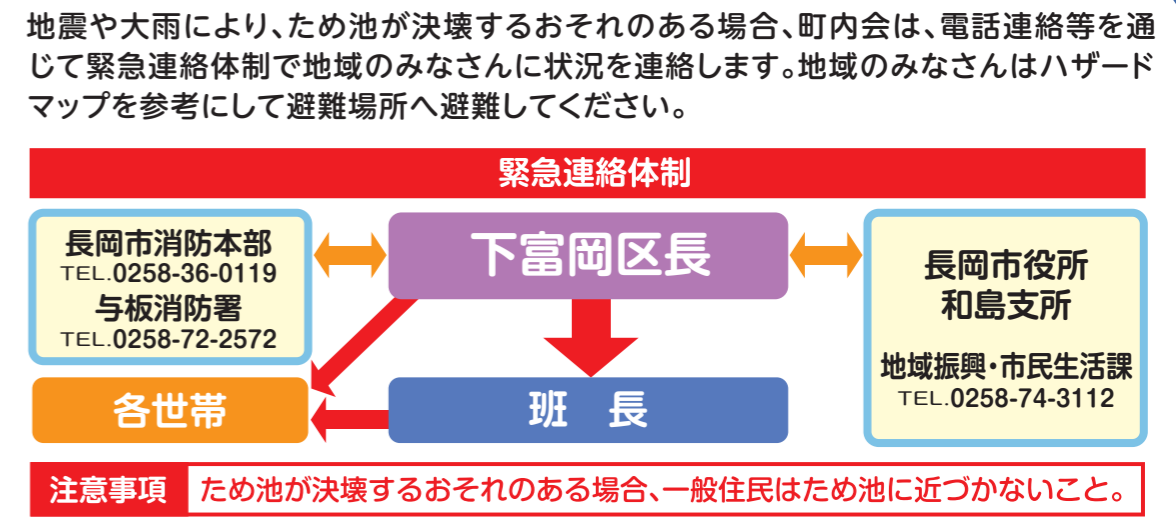 地震や大雨により、ため池が決壊するおそれのある場合、町内会は、電話連絡等を通
じて緊急連絡体制で地域のみなさんに状況を連絡します。地域のみなさんはハザード
マップを参考にして避難場所へ避難してください。
緊急連絡体制
長岡市消防本部
TEL.0258-36-0119
与板消防署
TEL.0258-72-2572
下富岡区長
長岡市役所
和島支所
地域振興・市民生活課
TEL.0258-74-3112
各世帯
班　長
注意事項 ため池が決壊するおそれのある場合、一般住民はため池に近づかないこと。